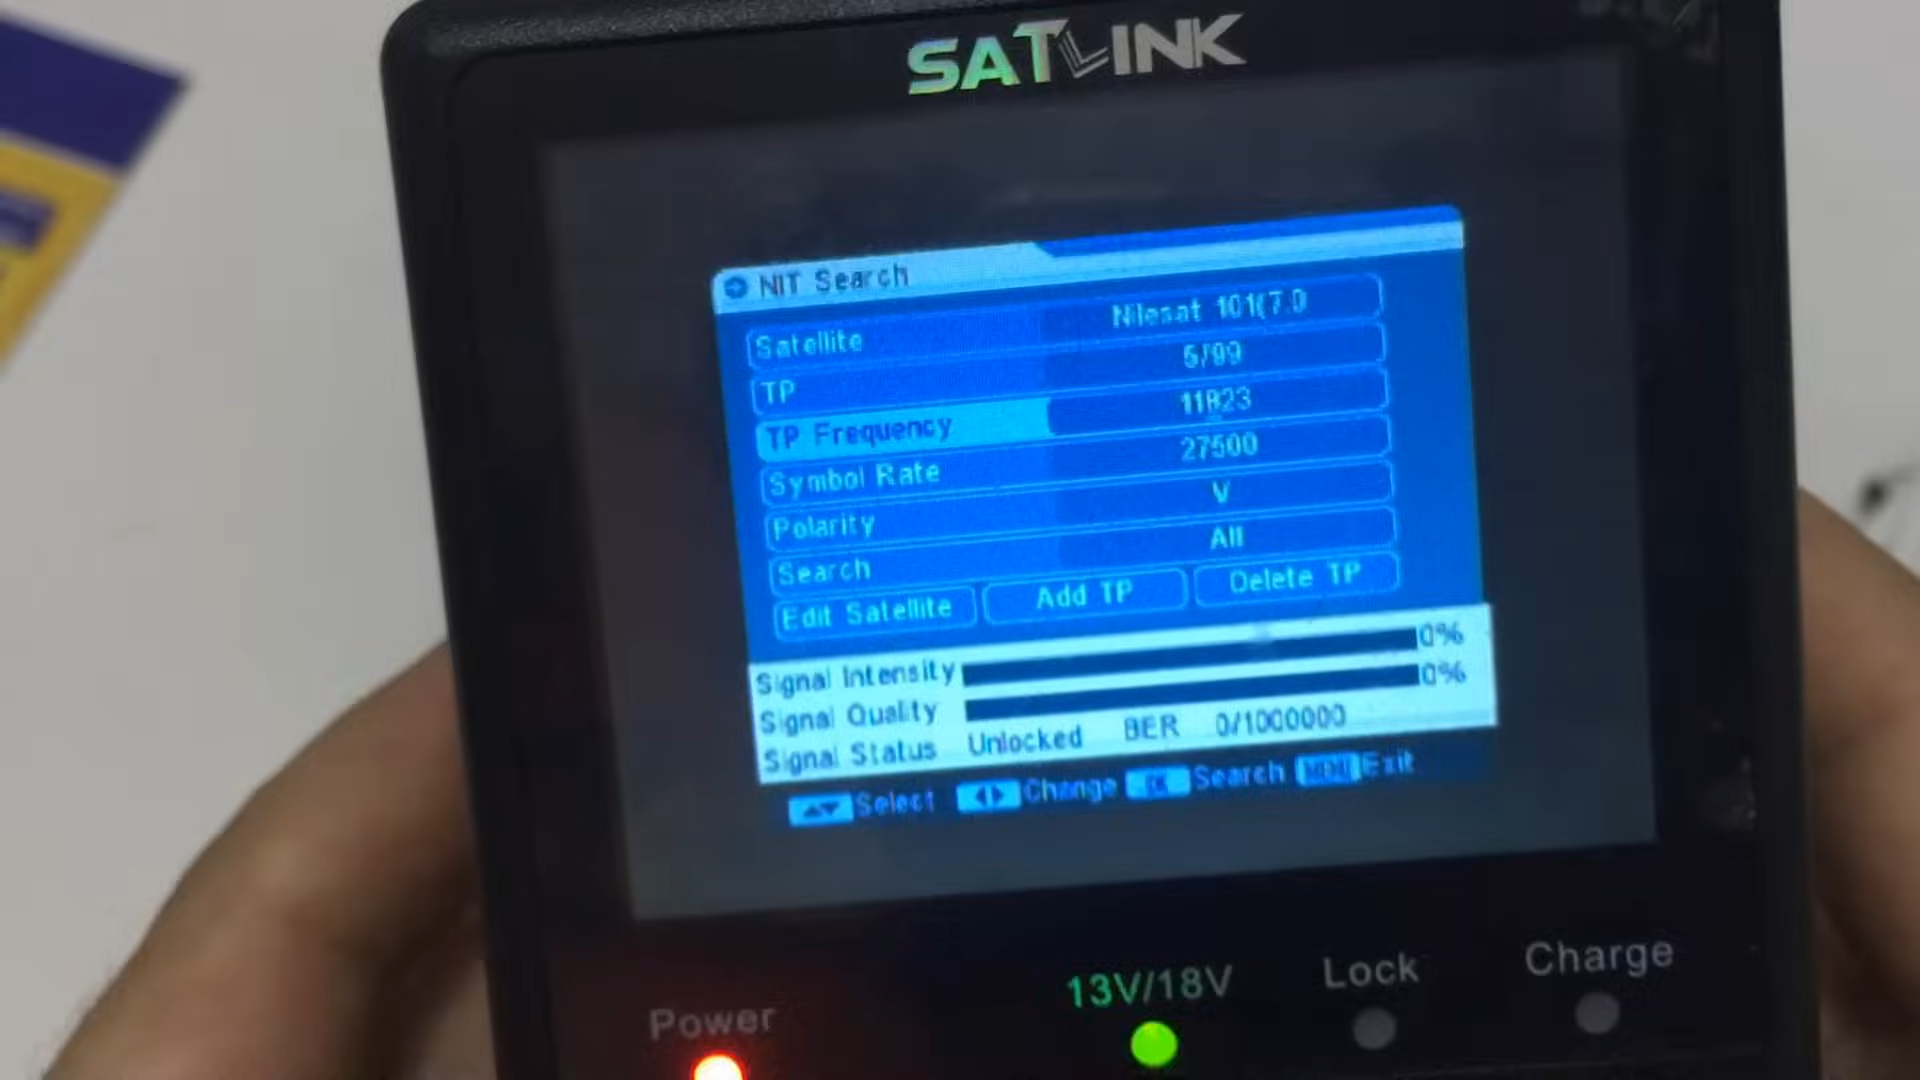 SATLINK
NIT Search
Satellite Nilesat 101(7.0
TP 5/99
TP Frequency 11823
Symbol Rate 27500
Polarity V
Search All
Edit Satellite Add TP Delete TP
Signal Intensity 0%
Signal Quality 0%
Signal Status Unlocked BER 0/1000000
Select Change OK Search MENU Exit
Power 13V/18V Lock Charge